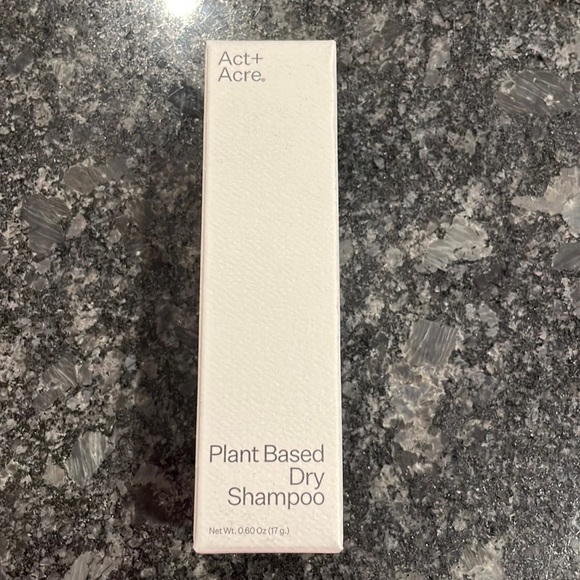 Act+
Acre®
Plant Based
Dry
Shampoo
Net Wt. 0.60 Oz (17 g.)